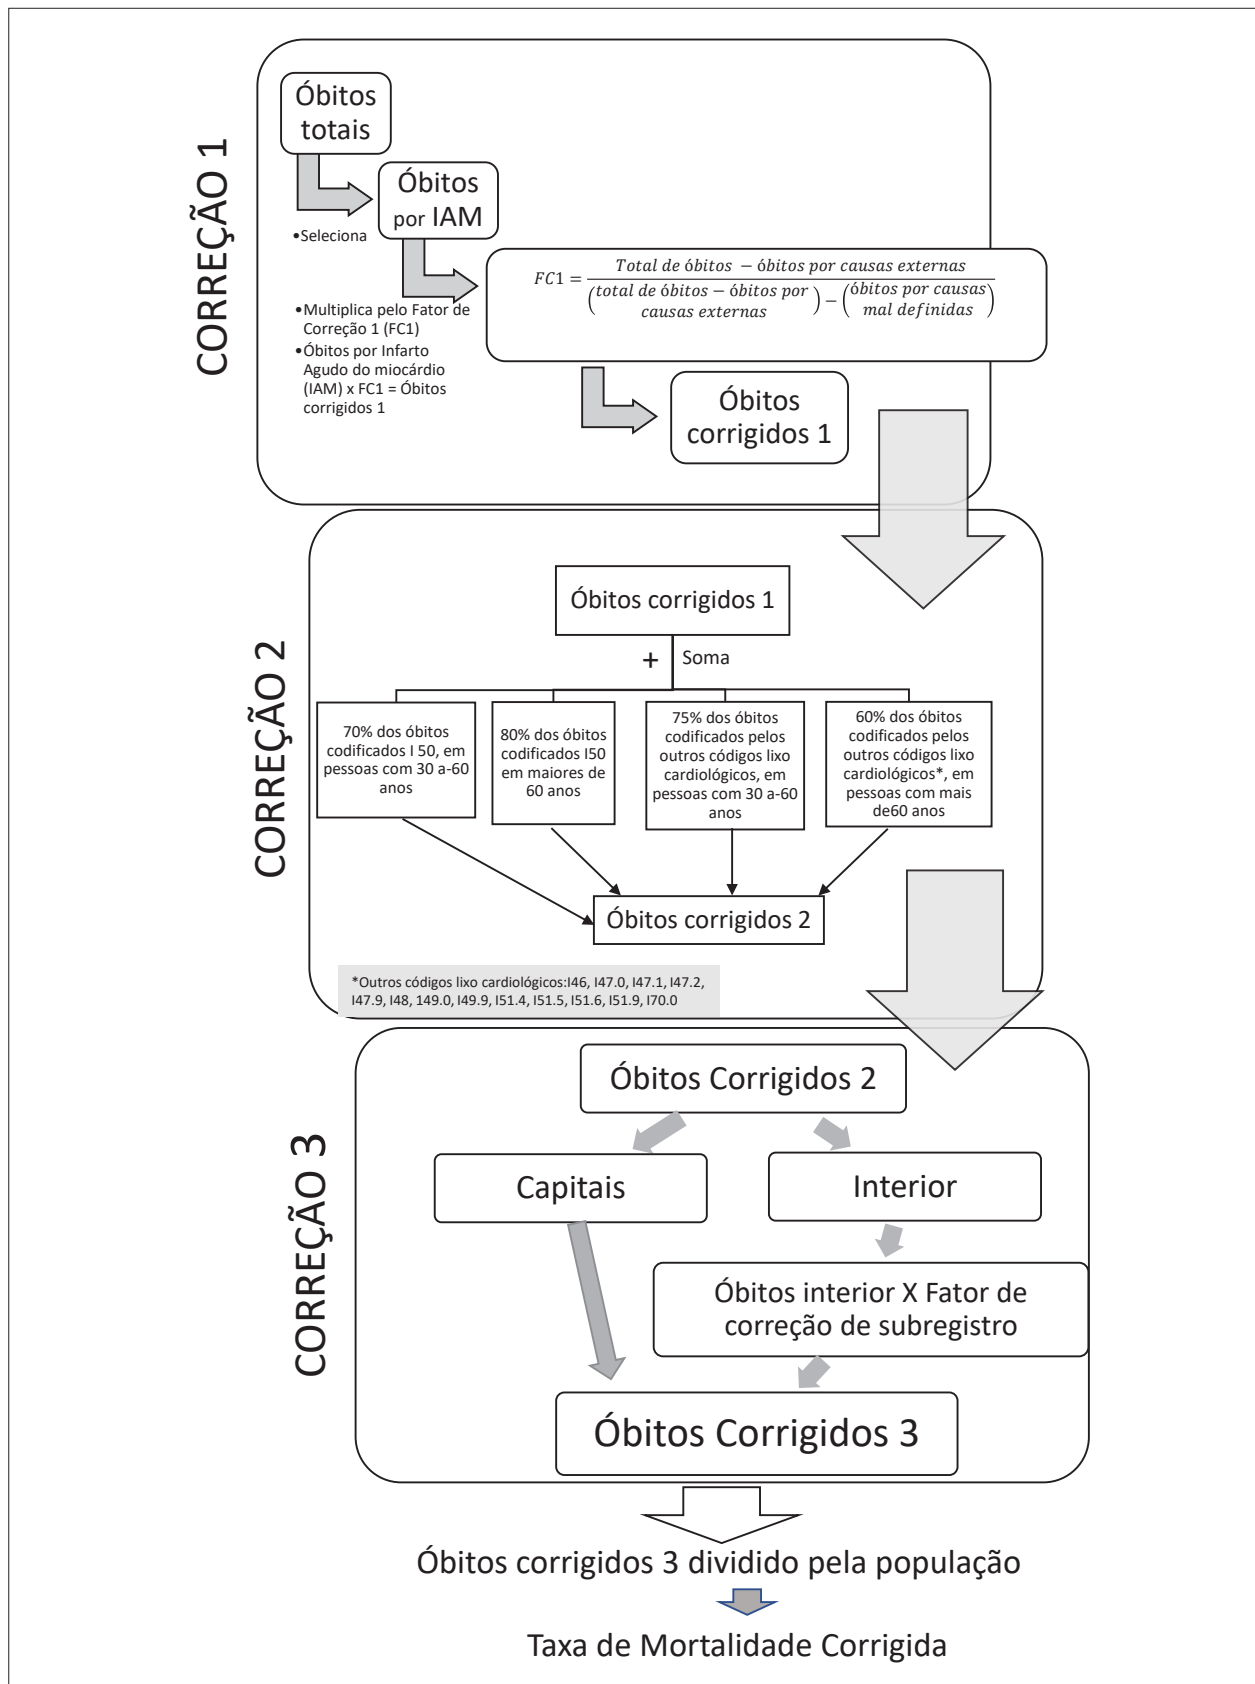 CORREÇÃO 1
Óbitos
totais
•Seleciona
Óbitos
por IAM
•Multiplica pelo Fator de
Correção 1 (FC1)
•Óbitos por Infarto
Agudo do miocárdio
(IAM) x FC1 = Óbitos
corrigidos 1
Total de óbitos − óbitos por causas externas
FC1 =
(total de óbitos − óbitos por
causas externas) − (óbitos por causas
mal definidas)
Óbitos
corrigidos 1
CORREÇÃO 2
Óbitos corrigidos 1
+ Soma
70% dos óbitos
codificados I 50, em
pessoas com 30 a-60
anos
80% dos óbitos
codificados I50
em maiores de
60 anos
75% dos óbitos
codificados pelos
outros códigos lixo
cardiológicos, em
pessoas com 30 a-60
anos
60% dos óbitos
codificados pelos
outros códigos lixo
cardiológicos*, em
pessoas com mais
de60 anos
Óbitos corrigidos 2
*Outros códigos lixo cardiológicos:I46, I47.0, I47.1, I47.2,
I47.9, I48, 149.0, I49.9, I51.4, I51.5, I51.6, I51.9, I70.0
CORREÇÃO 3
Óbitos Corrigidos 2
Capitais
Interior
Óbitos interior X Fator de
correção de subregistro
Óbitos Corrigidos 3
Óbitos corrigidos 3 dividido pela população
Taxa de Mortalidade Corrigida